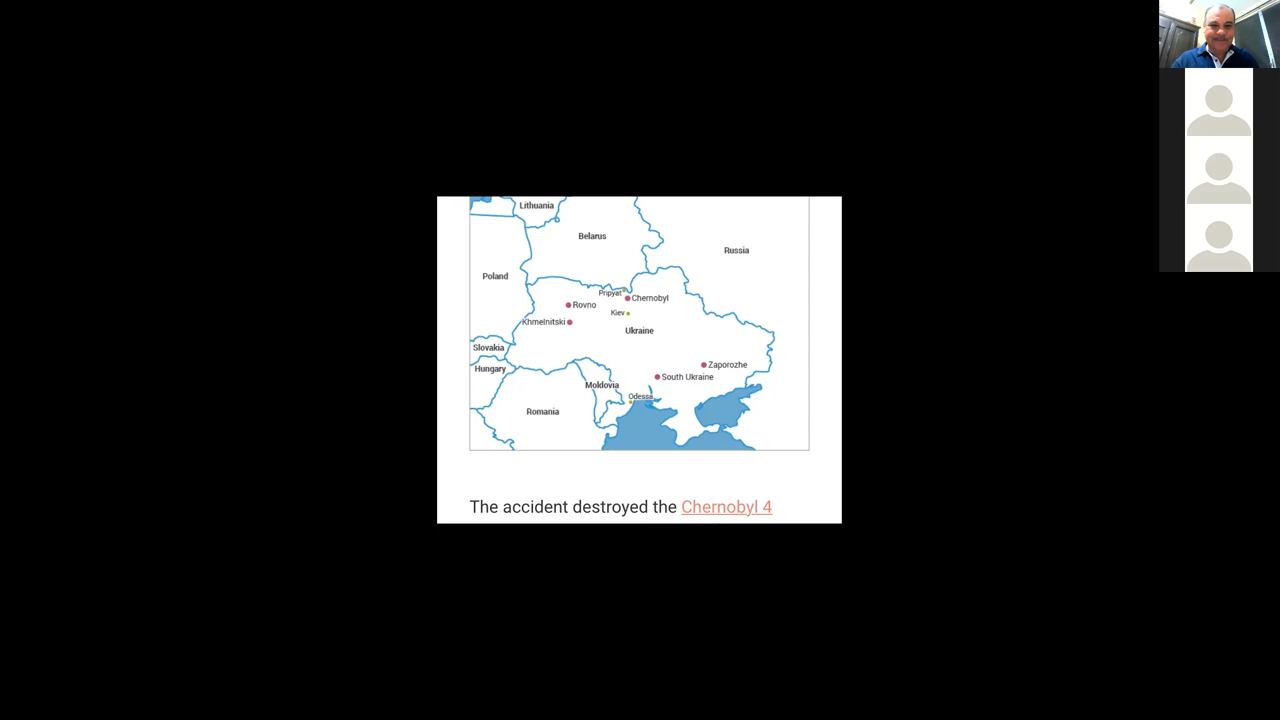 Lithuania
Belarus
Russia
Poland
Pripyat
Chernobyl
Rovno
Kiev
Khmelnitski
Ukraine
Slovakia
Zaporozhe
Hungary
South Ukraine
Moldovia
Odessa
Romania
The accident destroyed the Chernobyl 4